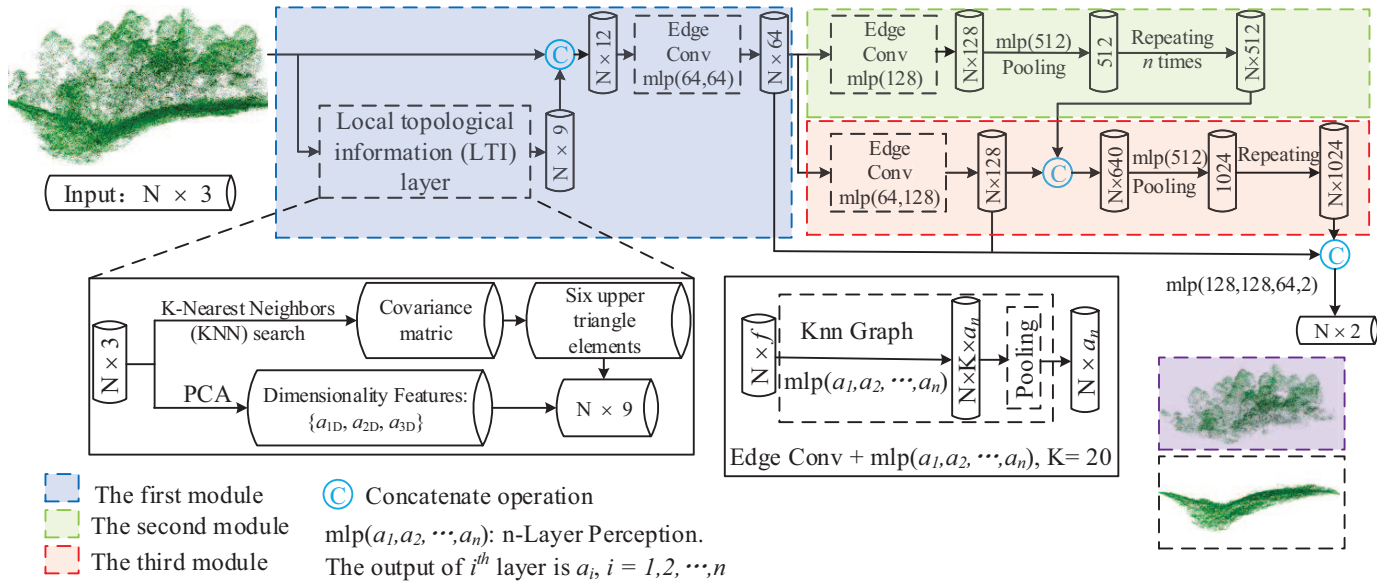 Input: N × 3
Local topological
information (LTI)
layer
N × 9
C
N × 12
Edge
Conv
mlp(64,64)
N × 64
Edge
Conv
mlp(128)
N×128
mlp(512)
Pooling
512
Repeating
n times
N×512
Edge
Conv
mlp(64,128)
N×128
C
N×640
mlp(512)
Pooling
1024
Repeating
N×1024
C
mlp(128,128,64,2)
N × 2
N × 3
K-Nearest Neighbors
(KNN) search
Covariance
matric
Six upper
triangle
elements
PCA
Dimensionality Features:
{a1D, a2D, a3D}
N × 9
N × f
Knn Graph
mlp(a1,a2,⋯,an)
N×K×an
Pooling
N × an
Edge Conv + mlp(a1,a2,⋯,an), K= 20
The first module
The second module
The third module
C Concatenate operation
mlp(a1,a2,⋯,an): n-Layer Perception.
The output of ith layer is ai, i = 1,2,⋯,n